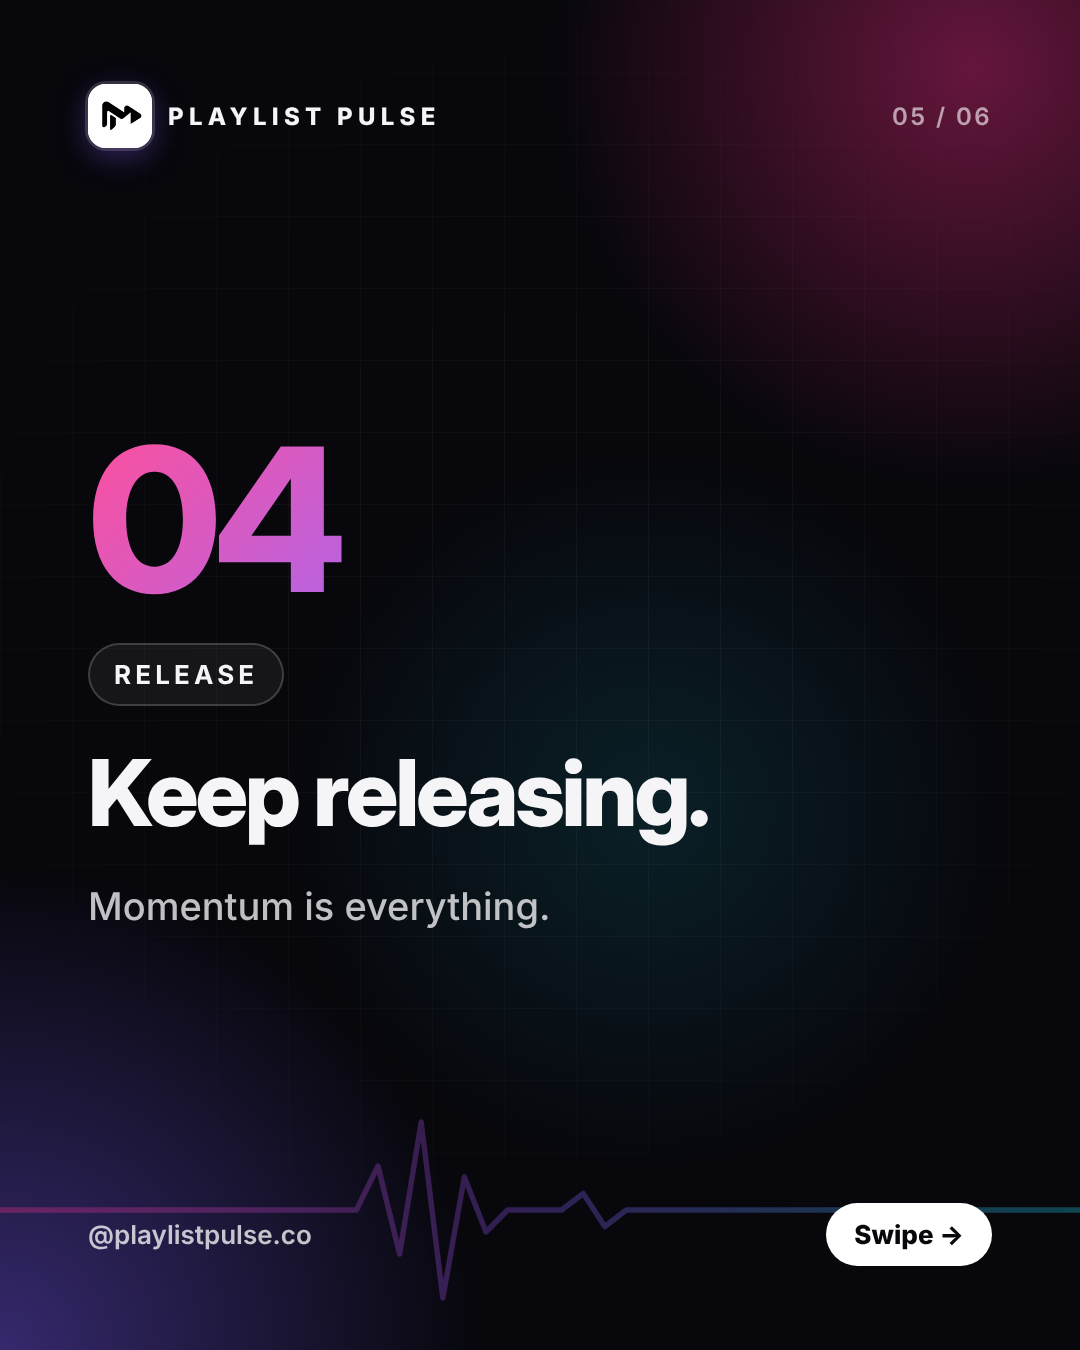 PLAYLIST PULSE
05 / 06
04
RELEASE
Keep releasing.
Momentum is everything.
@playlistpulse.co
Swipe →